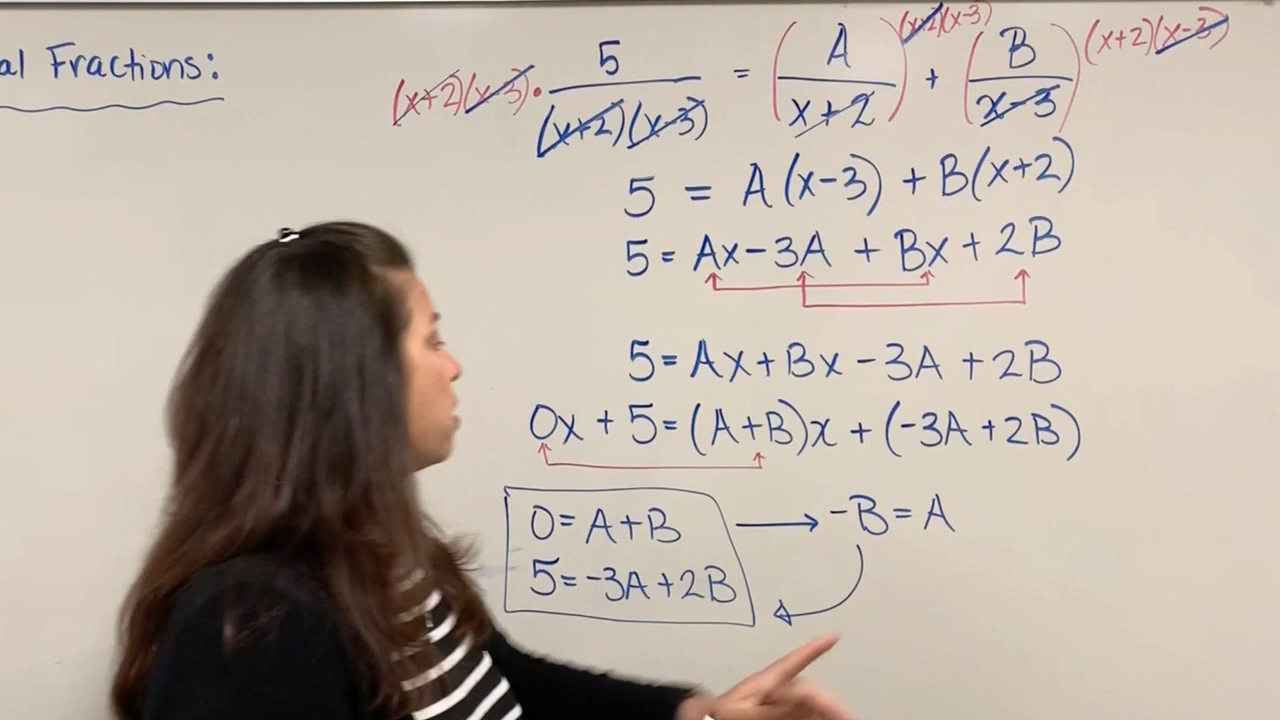 al Fractions:
(x+2)(x-3) · 5/(x+2)(x-3) = (A/x+2)(x+2)(x-3) + (B/x-3)(x+2)(x-3)
5 = A(x-3) + B(x+2)
5 = Ax - 3A + Bx + 2B
5 = Ax + Bx - 3A + 2B
0x + 5 = (A+B)x + (-3A + 2B)
0 = A+B → -B = A
5 = -3A + 2B